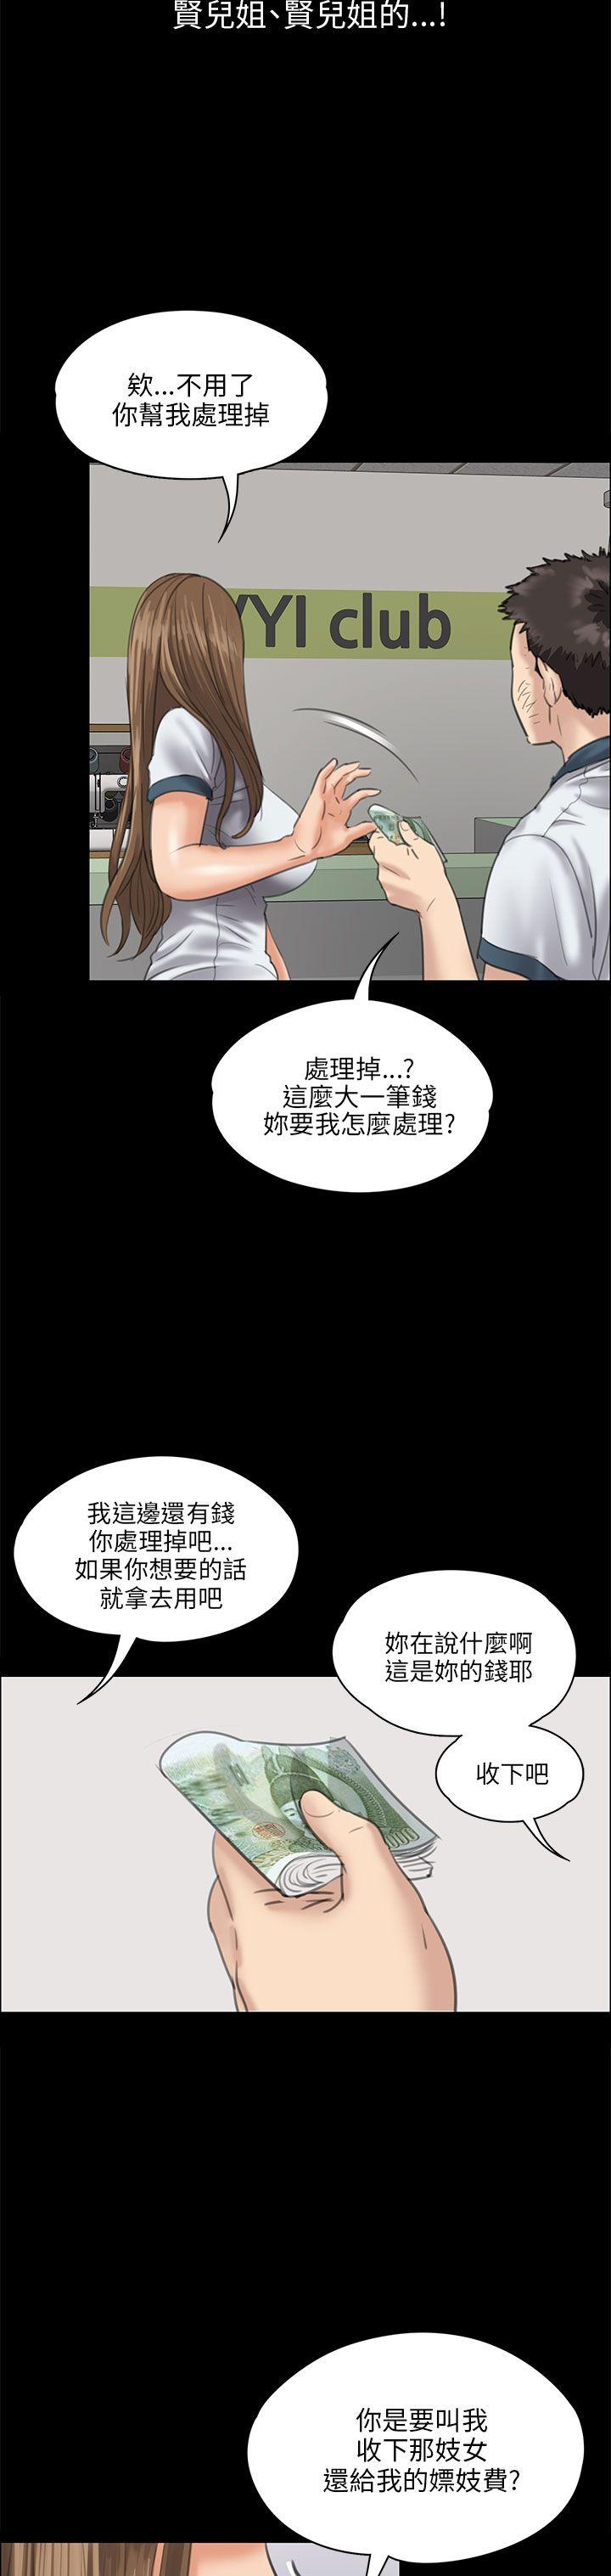 賢兒姐、賢兒姐的...!
欸...不用了
你幫我處理掉
YYI club
處理掉...?
這麼大一筆錢
妳要我怎麼處理?
我這邊還有錢
你處理掉吧...
如果你想要的話
就拿去用吧
妳在說什麼啊
這是妳的錢耶
收下吧
你是要叫我
收下那妓女
還給我的嫖妓費?